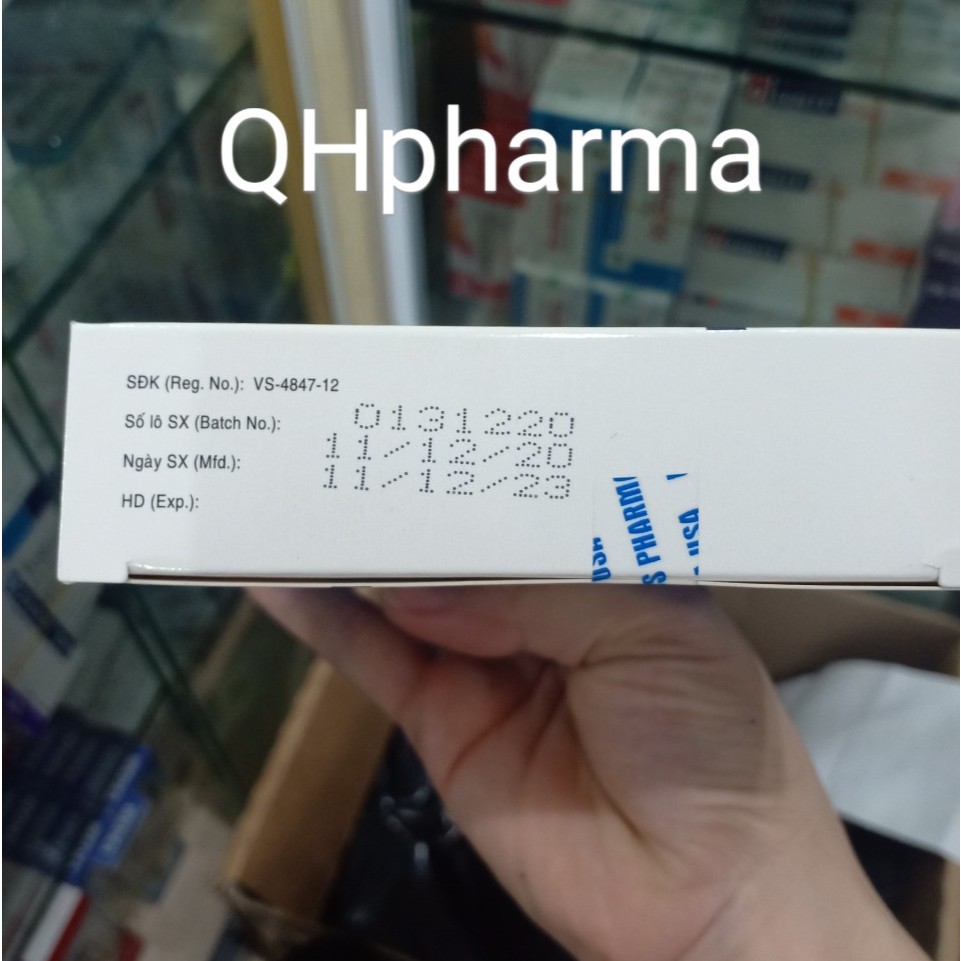 QHpharma
SĐK (Reg. No.): VS-4847-12
Số lô SX (Batch No.): 0131220
Ngày SX (Mfd.): 11/12/20
HD (Exp.): 11/12/23
USA
S PHARM
USA